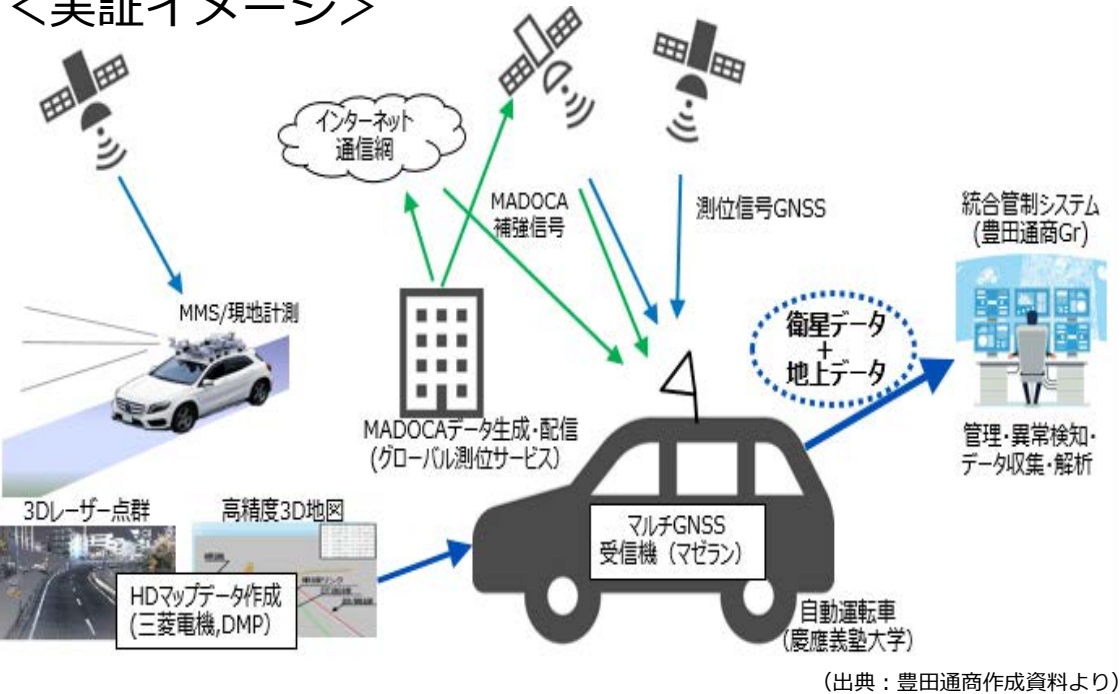 <実証イメージ>
インターネット
通信網
MADOCA
補強信号
測位信号GNSS
統合管制システム
(豊田通商Gr)
MMS/現地計測
衛星データ
+
地上データ
MADOCAデータ生成・配信
(グローバル測位サービス)
管理・異常検知・
データ収集・解析
3Dレーザー点群
高精度3D地図
マルチGNSS
受信機（マゼラン）
HDマップデータ作成
(三菱電機,DMP)
自動運転車
(慶應義塾大学)
（出典：豊田通商作成資料より）